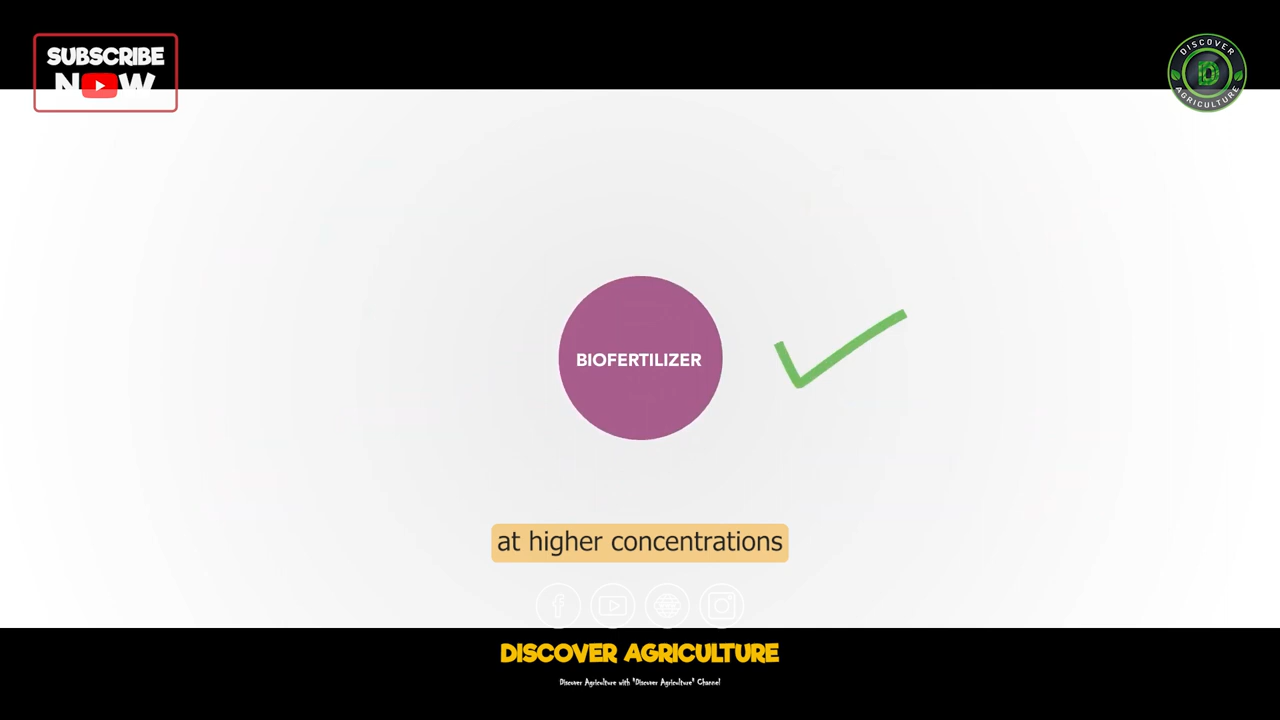 SUBSCRIBE
NOW
DISCOVER
D
AGRICULTURE
BIOFERTILIZER
at higher concentrations
DISCOVER AGRICULTURE
Discover Agriculture with "Discover Agriculture" Channel